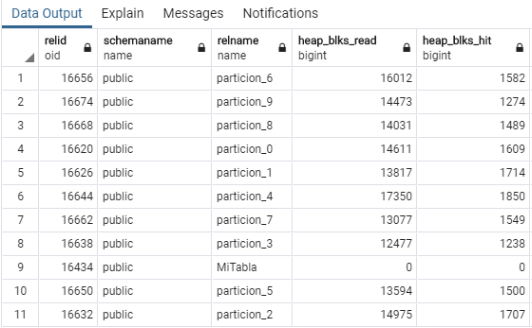 Data Output Explain Messages Notifications
relid schemaname relname heap_blks_read heap_blks_hit
oid name name bigint bigint
1 16656 public particion_6 16012 1582
2 16674 public particion_9 14473 1274
3 16668 public particion_8 14031 1489
4 16620 public particion_0 14611 1609
5 16626 public particion_1 13817 1714
6 16644 public particion_4 17350 1850
7 16662 public particion_7 13077 1549
8 16638 public particion_3 12477 1238
9 16434 public MiTabla 0 0
10 16650 public particion_5 13594 1500
11 16632 public particion_2 14975 1707